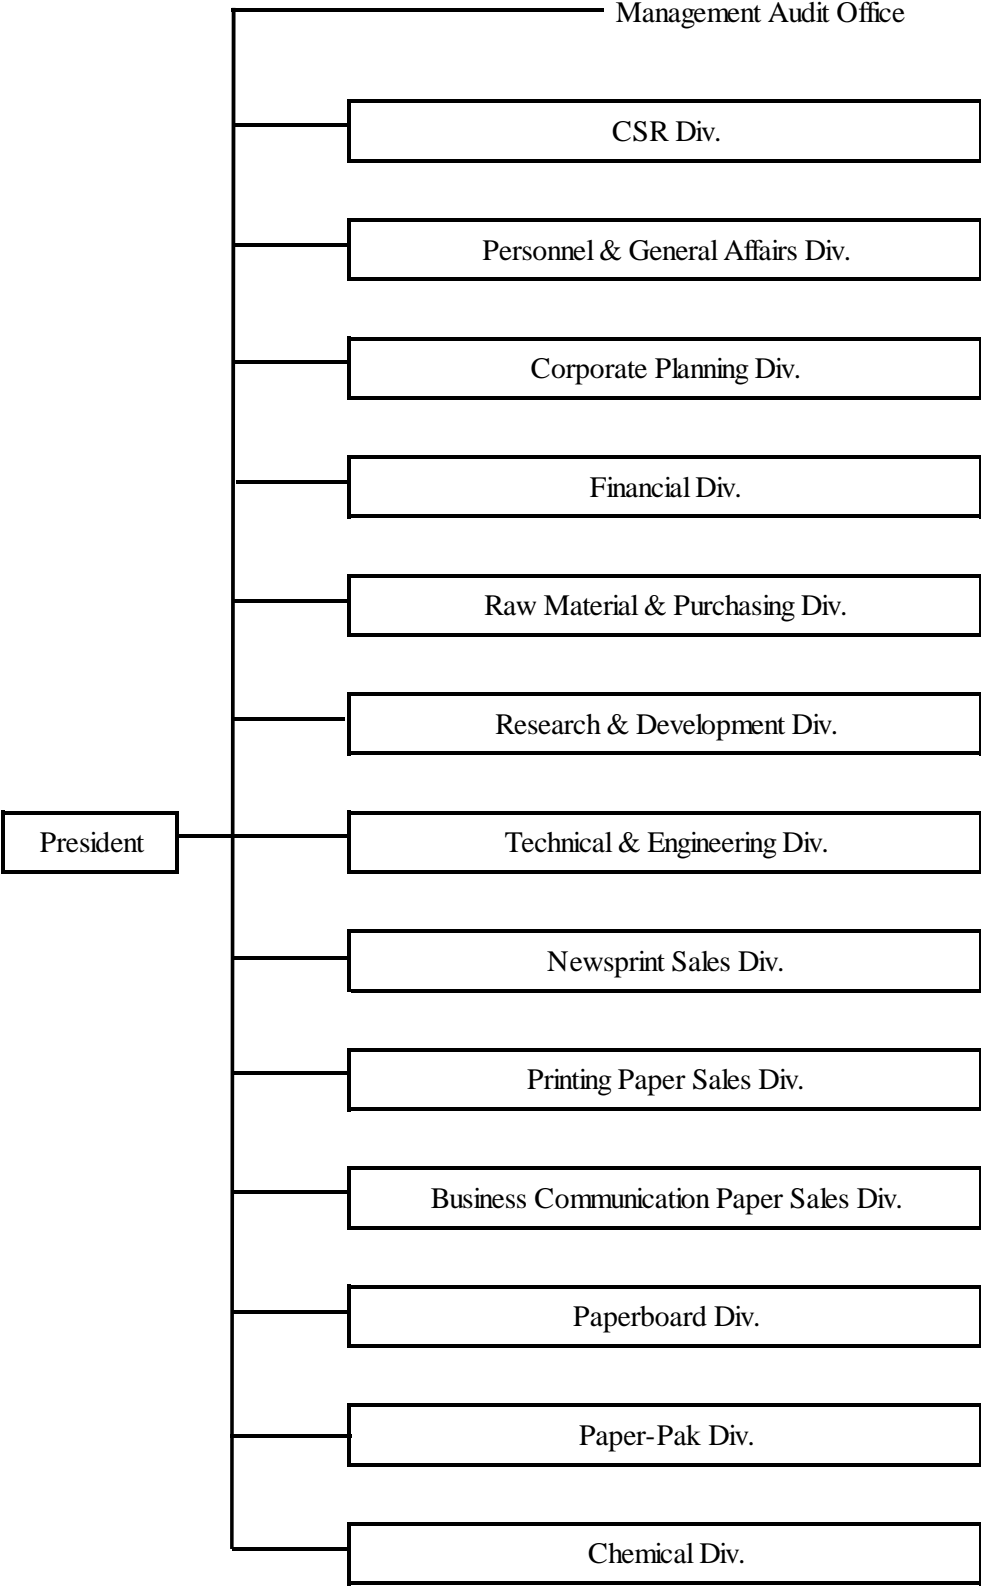 Management Audit Office
CSR Div.
Personnel & General Affairs Div.
Corporate Planning Div.
Financial Div.
Raw Material & Purchasing Div.
Research & Development Div.
President
Technical & Engineering Div.
Newsprint Sales Div.
Printing Paper Sales Div.
Business Communication Paper Sales Div.
Paperboard Div.
Paper-Pak Div.
Chemical Div.